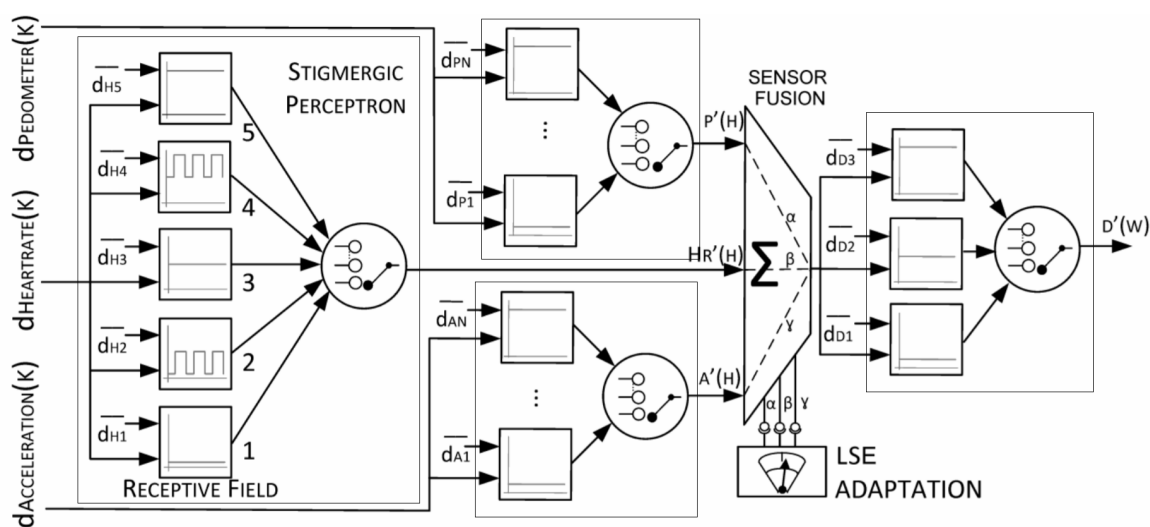 dPEDOMETER(K)
dHEARTRATE(K)
dACCELERATION(K)
STIGMERGIC
PERCEPTRON
dH5
5
dH4
4
dH3
3
dH2
2
dH1
1
RECEPTIVE FIELD
dPN
...
dP1
P'(H)
HR'(H)
dAN
...
dA1
A'(H)
SENSOR
FUSION
α
Σ
β
γ
α β γ
LSE
ADAPTATION
dD3
dD2
dD1
D'(W)